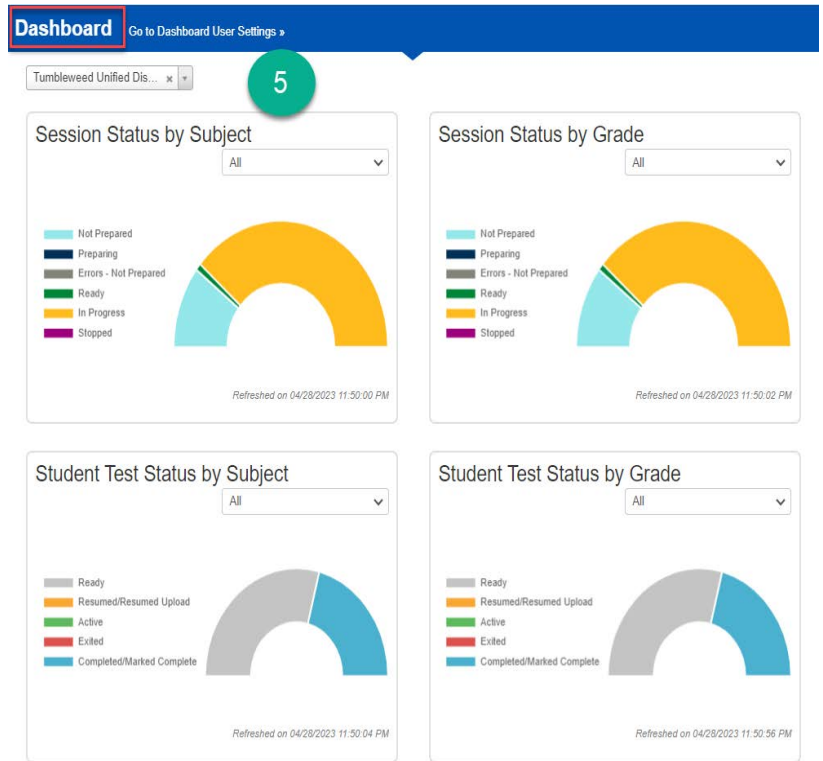 Dashboard Go to Dashboard User Settings »
Tumbleweed Unified Dis... ×
5
Session Status by Subject
All
Not Prepared
Preparing
Errors - Not Prepared
Ready
In Progress
Stopped
Refreshed on 04/28/2023 11:50:00 PM
Session Status by Grade
All
Not Prepared
Preparing
Errors - Not Prepared
Ready
In Progress
Stopped
Refreshed on 04/28/2023 11:50:02 PM
Student Test Status by Subject
All
Ready
Resumed/Resumed Upload
Active
Exited
Completed/Marked Complete
Refreshed on 04/28/2023 11:50:04 PM
Student Test Status by Grade
All
Ready
Resumed/Resumed Upload
Active
Exited
Completed/Marked Complete
Refreshed on 04/28/2023 11:50:56 PM